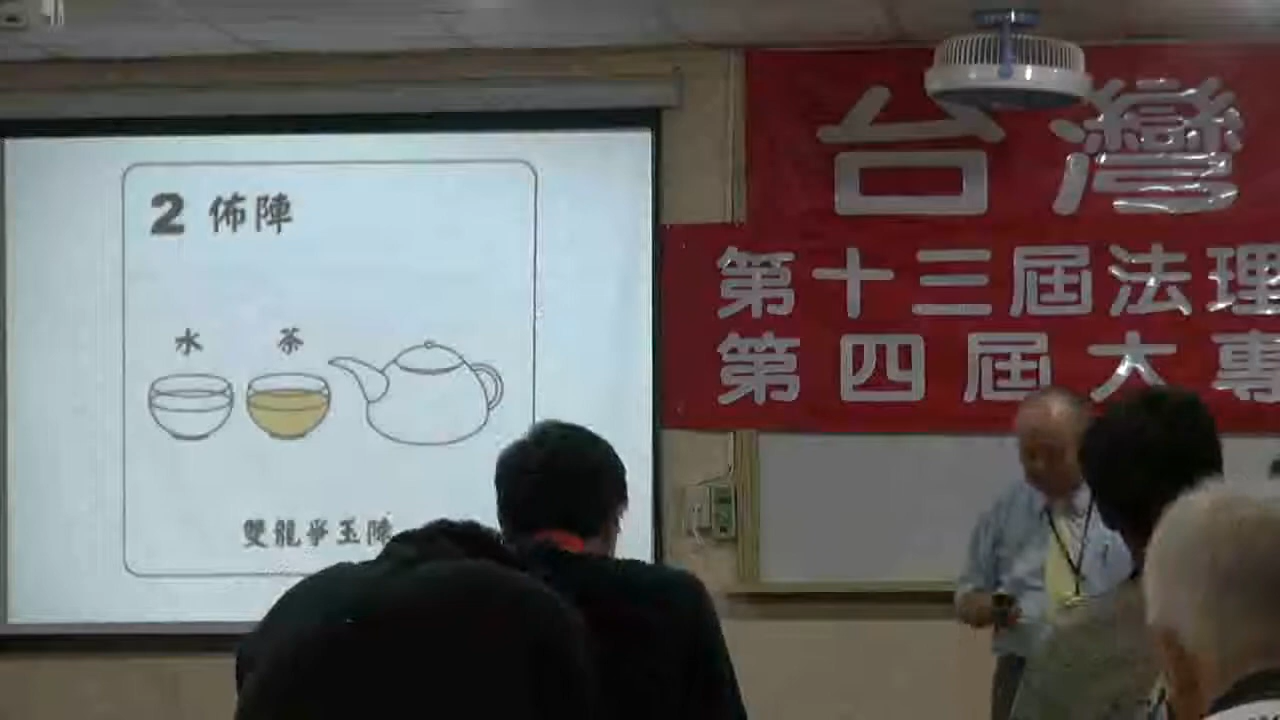 2 佈陣
水 茶
雙龍爭玉陣
台灣
第十三屆法理
第四屆大專